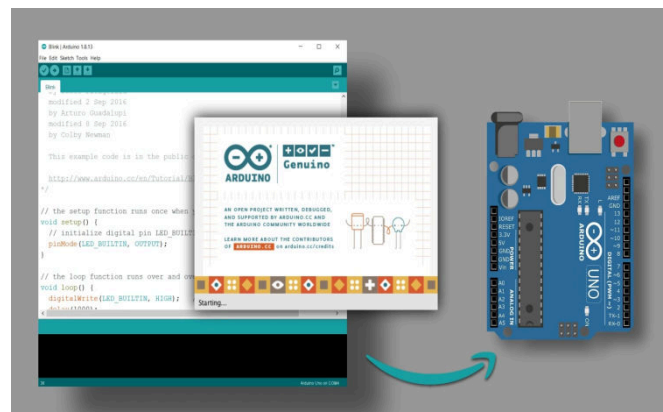 Blink | Arduino 1.8.13
File Edit Sketch Tools Help
Blink
modified 2 Sep 2016
by Arturo Guadalupi
modified 8 Sep 2016
by Colby Newman
This example code is in the public
http://www.arduino.cc/en/Tutorial/
*/
// the setup function runs once when
void setup() {
// initialize digital pin LED_BUILT
pinMode(LED_BUILTIN, OUTPUT);
}
// the loop function runs over and ov
void loop() {
digitalWrite(LED_BUILTIN, HIGH);
delay(1000);
ARDUINO
Genuino
AN OPEN PROJECT WRITTEN, DEBUGGED,
AND SUPPORTED BY ARDUINO.CC AND
THE ARDUINO COMMUNITY WORLDWIDE
LEARN MORE ABOUT THE CONTRIBUTORS
OF ARDUINO.CC on arduino.cc/credits
Starting...
IOREF
RESET
3.3V
5V
GND
GND
Vin
POWER
A0
A1
A2
A3
A4
A5
ANALOG IN
TX
RX
L
ARDUINO
UNO
ON
AREF
GND
13
12
~11
~10
~9
8
7
~6
~5
4
~3
2
TX-1
RX-0
DIGITAL (PWM ~)